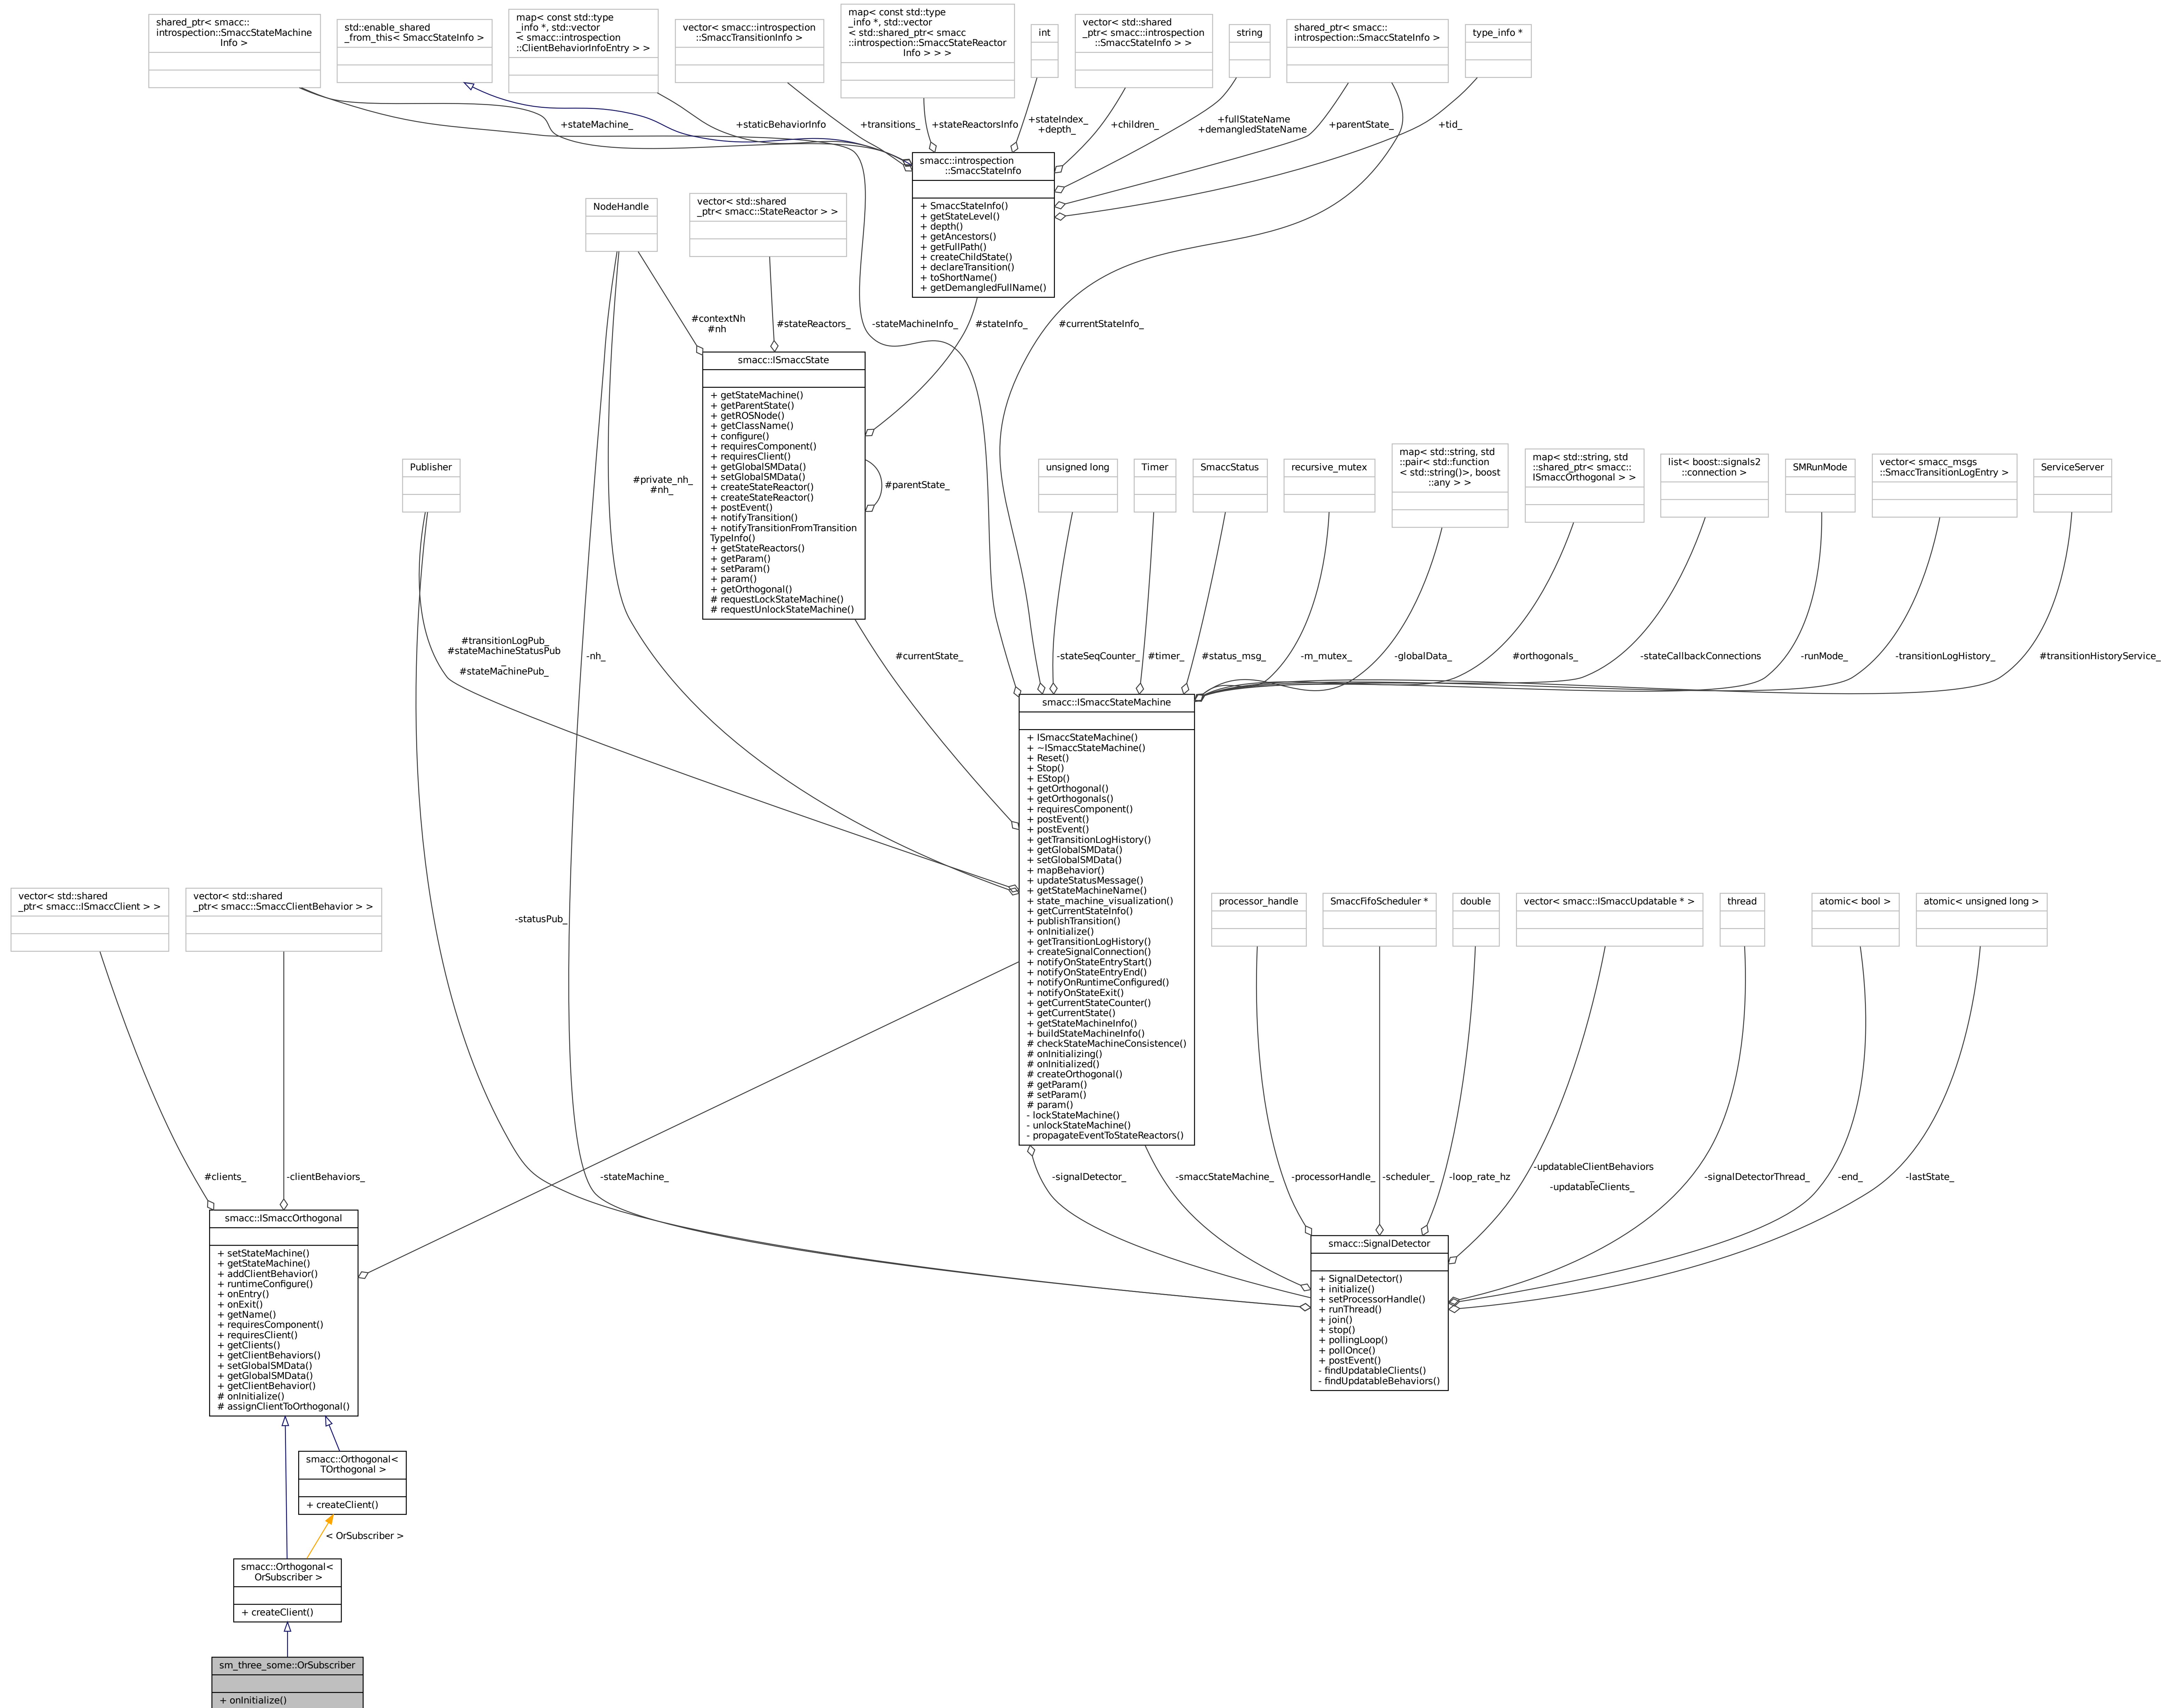 shared_ptr< smacc::
introspection::SmaccStateMachine
Info >
std::enable_shared
_from_this< SmaccStateInfo >
map< const std::type
_info *, std::vector
< smacc::introspection
::ClientBehaviorInfoEntry > >
vector< smacc::introspection
::SmaccTransitionInfo >
map< const std::type
_info *, std::vector
< std::shared_ptr< smacc
::introspection::SmaccStateReactor
Info > > >
int
vector< std::shared
_ptr< smacc::introspection
::SmaccStateInfo > >
string
shared_ptr< smacc::
introspection::SmaccStateInfo >
type_info *
+stateMachine_
+staticBehaviorInfo
+transitions_
+stateReactorsInfo
+stateIndex_
+depth_
+children_
+fullStateName
+demangledStateName
+parentState_
+tid_
smacc::introspection
::SmaccStateInfo
+ SmaccStateInfo()
+ getStateLevel()
+ depth()
+ getAncestors()
+ getFullPath()
+ createChildState()
+ declareTransition()
+ toShortName()
+ getDemangledFullName()
NodeHandle
vector< std::shared
_ptr< smacc::StateReactor > >
#contextNh
#nh
#stateReactors_
-stateMachineInfo_
#stateInfo_
#currentStateInfo_
smacc::ISmaccState
+ getStateMachine()
+ getParentState()
+ getROSNode()
+ getClassName()
+ configure()
+ requiresComponent()
+ requiresClient()
+ getGlobalSMData()
+ setGlobalSMData()
+ createStateReactor()
+ createStateReactor()
+ postEvent()
+ notifyTransition()
+ notifyTransitionFromTransition
TypeInfo()
+ getStateReactors()
+ getParam()
+ setParam()
+ param()
+ getOrthogonal()
# requestLockStateMachine()
# requestUnlockStateMachine()
#parentState_
#private_nh_
#nh_
Publisher
unsigned long
Timer
SmaccStatus
recursive_mutex
map< std::string, std
::pair< std::function
< std::string()>, boost
::any > >
map< std::string, std
::shared_ptr< smacc::
ISmaccOrthogonal > >
list< boost::signals2
::connection >
SMRunMode
vector< smacc_msgs
::SmaccTransitionLogEntry >
ServiceServer
#transitionLogPub_
#stateMachineStatusPub
_
#stateMachinePub_
-nh_
#currentState_
-stateSeqCounter_
#timer_
#status_msg_
-m_mutex_
-globalData_
#orthogonals_
-stateCallbackConnections
-runMode_
-transitionLogHistory_
#transitionHistoryService_
smacc::ISmaccStateMachine
+ ISmaccStateMachine()
+ ~ISmaccStateMachine()
+ Reset()
+ Stop()
+ EStop()
+ getOrthogonal()
+ getOrthogonals()
+ requiresComponent()
+ postEvent()
+ postEvent()
+ getTransitionLogHistory()
+ getGlobalSMData()
+ setGlobalSMData()
+ mapBehavior()
+ updateStatusMessage()
+ getStateMachineName()
+ state_machine_visualization()
+ getCurrentStateInfo()
+ publishTransition()
+ onInitialize()
+ getTransitionLogHistory()
+ createSignalConnection()
+ notifyOnStateEntryStart()
+ notifyOnStateEntryEnd()
+ notifyOnRuntimeConfigured()
+ notifyOnStateExit()
+ getCurrentStateCounter()
+ getCurrentState()
+ getStateMachineInfo()
+ buildStateMachineInfo()
# checkStateMachineConsistence()
# onInitializing()
# onInitialized()
# createOrthogonal()
# getParam()
# setParam()
# param()
- lockStateMachine()
- unlockStateMachine()
- propagateEventToStateReactors()
vector< std::shared
_ptr< smacc::ISmaccClient > >
vector< std::shared
_ptr< smacc::SmaccClientBehavior > >
-statusPub_
processor_handle
SmaccFifoScheduler *
double
vector< smacc::ISmaccUpdatable * >
thread
atomic< bool >
atomic< unsigned long >
#clients_
-clientBehaviors_
-stateMachine_
-signalDetector_
-smaccStateMachine_
-processorHandle_
-scheduler_
-loop_rate_hz
-updatableClientBehaviors
_
-updatableClients_
-signalDetectorThread_
-end_
-lastState_
smacc::ISmaccOrthogonal
+ setStateMachine()
+ getStateMachine()
+ addClientBehavior()
+ runtimeConfigure()
+ onEntry()
+ onExit()
+ getName()
+ requiresComponent()
+ requiresClient()
+ getClients()
+ getClientBehaviors()
+ setGlobalSMData()
+ getGlobalSMData()
+ getClientBehavior()
# onInitialize()
# assignClientToOrthogonal()
smacc::SignalDetector
+ SignalDetector()
+ initialize()
+ setProcessorHandle()
+ runThread()
+ join()
+ stop()
+ pollingLoop()
+ pollOnce()
+ postEvent()
- findUpdatableClients()
- findUpdatableBehaviors()
smacc::Orthogonal<
TOrthogonal >
+ createClient()
< OrSubscriber >
smacc::Orthogonal<
OrSubscriber >
+ createClient()
sm_three_some::OrSubscriber
+ onInitialize()